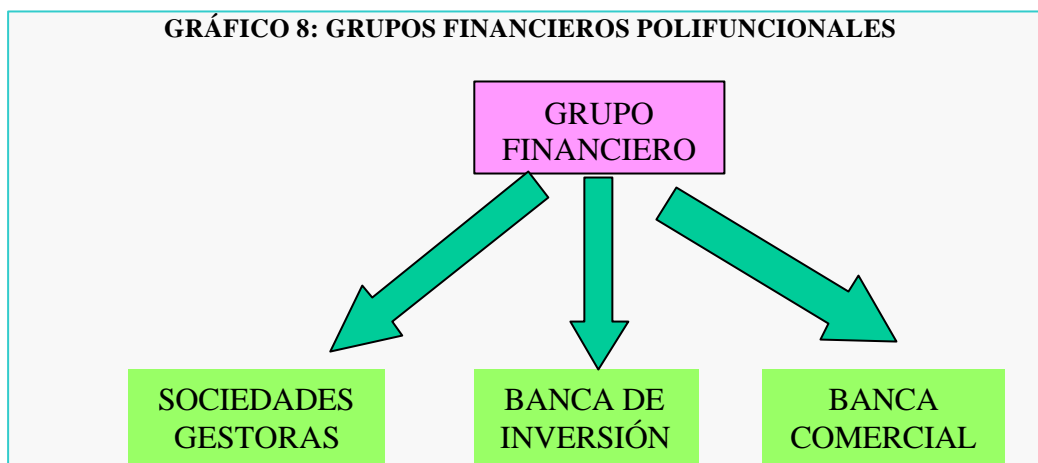 GRÁFICO 8: GRUPOS FINANCIEROS POLIFUNCIONALES
GRUPO
FINANCIERO
SOCIEDADES
GESTORAS
BANCA DE
INVERSIÓN
BANCA
COMERCIAL